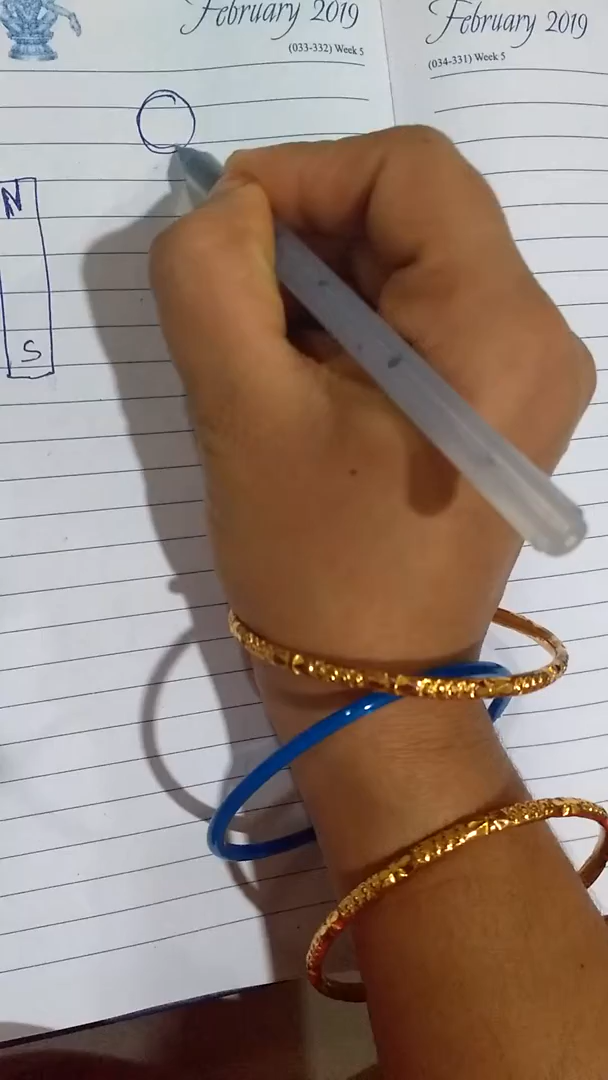 February 2019
(033-332) Week 5
February 2019
(034-331) Week 5
N
S